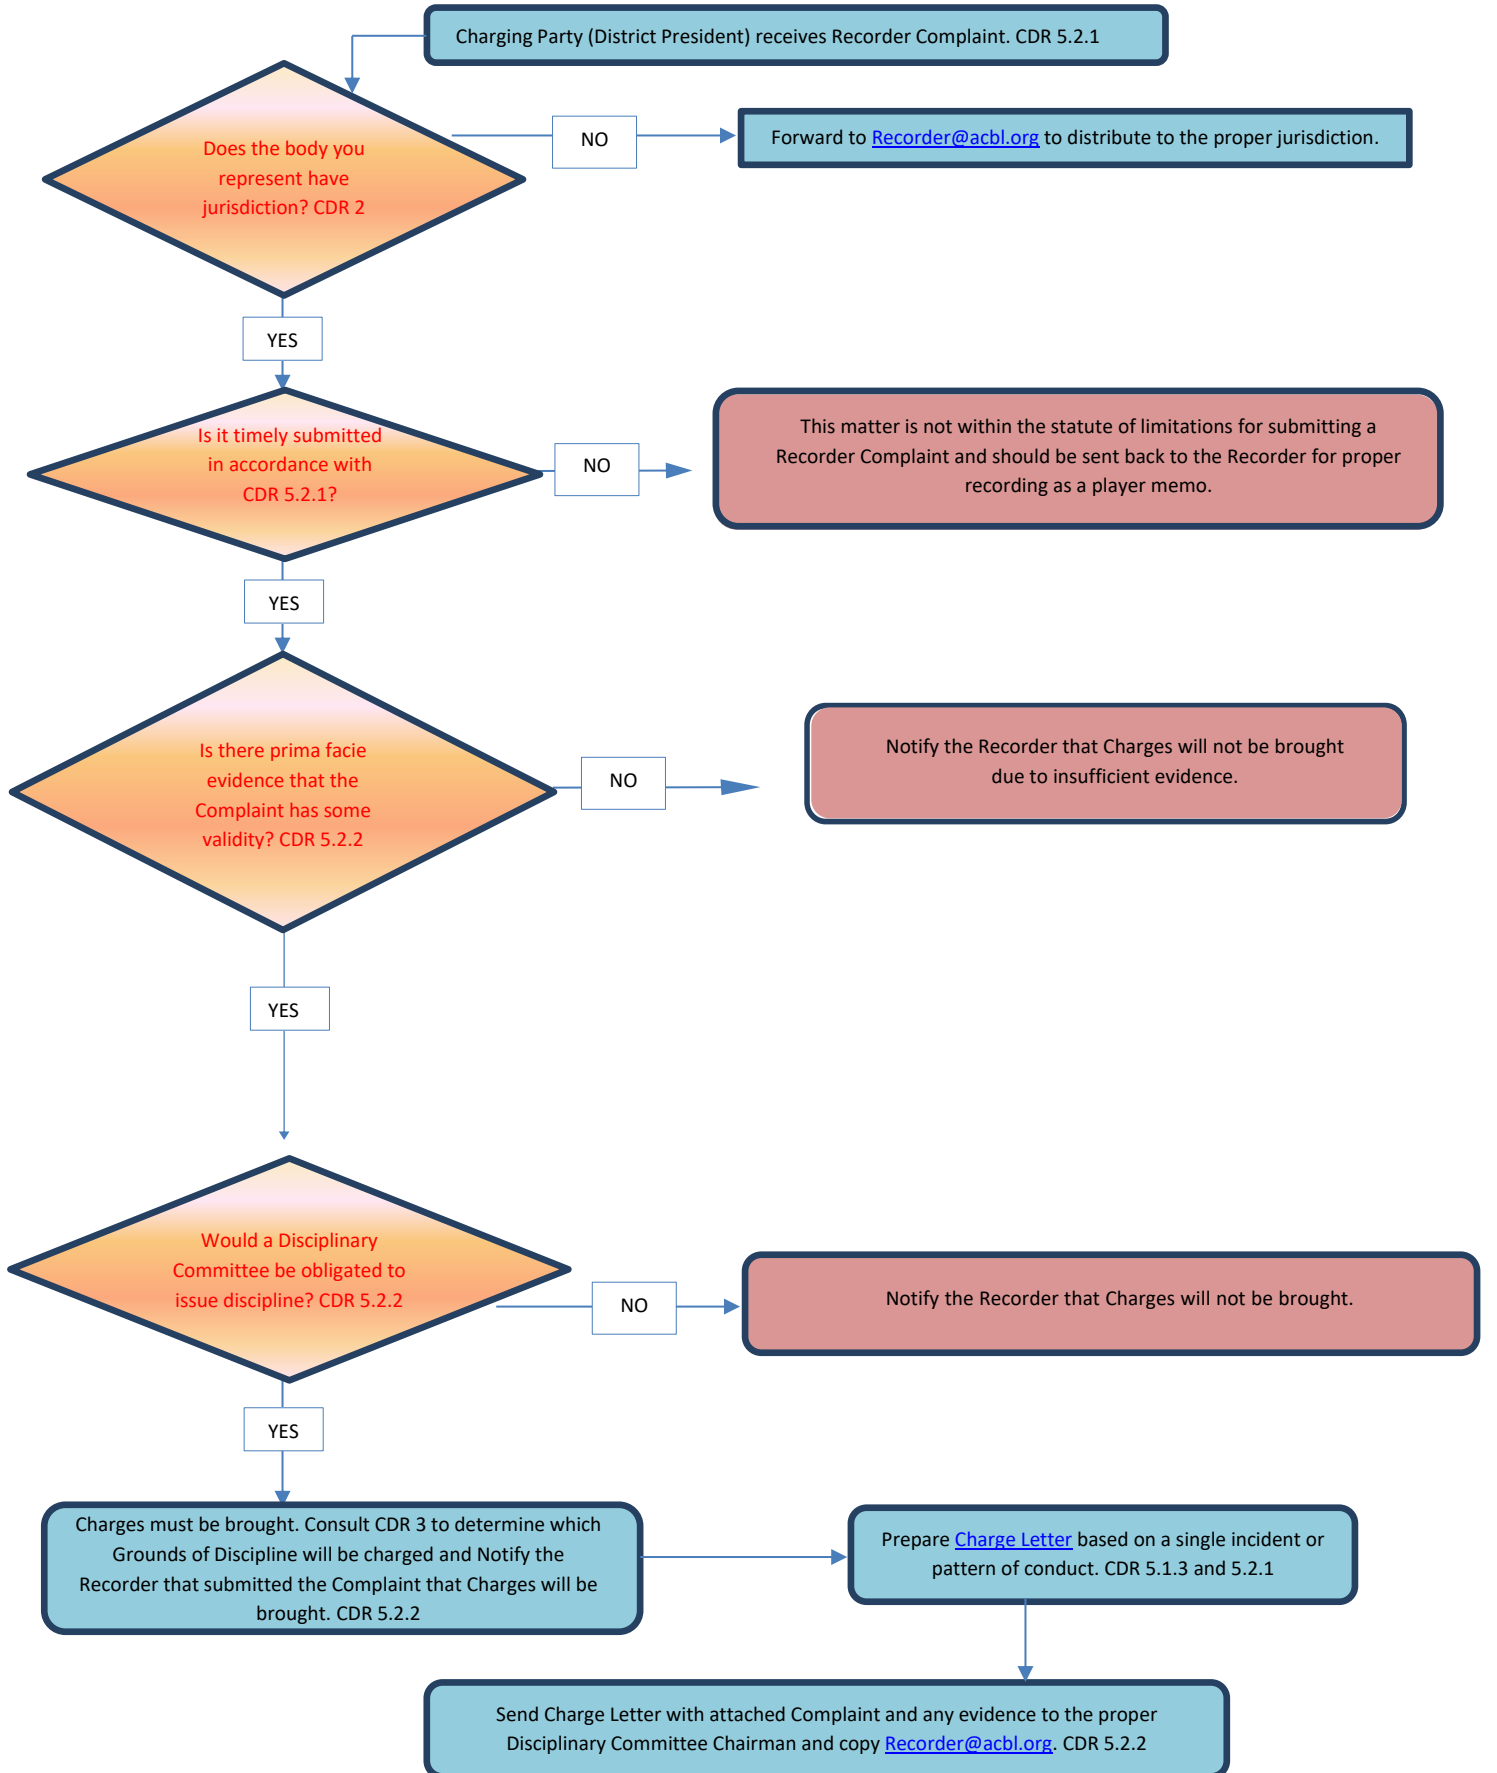 Charging Party (District President) receives Recorder Complaint. CDR 5.2.1
Does the body you
represent have
jurisdiction? CDR 2
NO
Forward to Recorder@acbl.org to distribute to the proper jurisdiction.
YES
Is it timely submitted
in accordance with
CDR 5.2.1?
NO
This matter is not within the statute of limitations for submitting a
Recorder Complaint and should be sent back to the Recorder for proper
recording as a player memo.
YES
Is there prima facie
evidence that the
Complaint has some
validity? CDR 5.2.2
NO
Notify the Recorder that Charges will not be brought
due to insufficient evidence.
YES
Would a Disciplinary
Committee be obligated to
issue discipline? CDR 5.2.2
NO
Notify the Recorder that Charges will not be brought.
YES
Charges must be brought. Consult CDR 3 to determine which
Grounds of Discipline will be charged and Notify the
Recorder that submitted the Complaint that Charges will be
brought. CDR 5.2.2
Prepare Charge Letter based on a single incident or
pattern of conduct. CDR 5.1.3 and 5.2.1
Send Charge Letter with attached Complaint and any evidence to the proper
Disciplinary Committee Chairman and copy Recorder@acbl.org. CDR 5.2.2